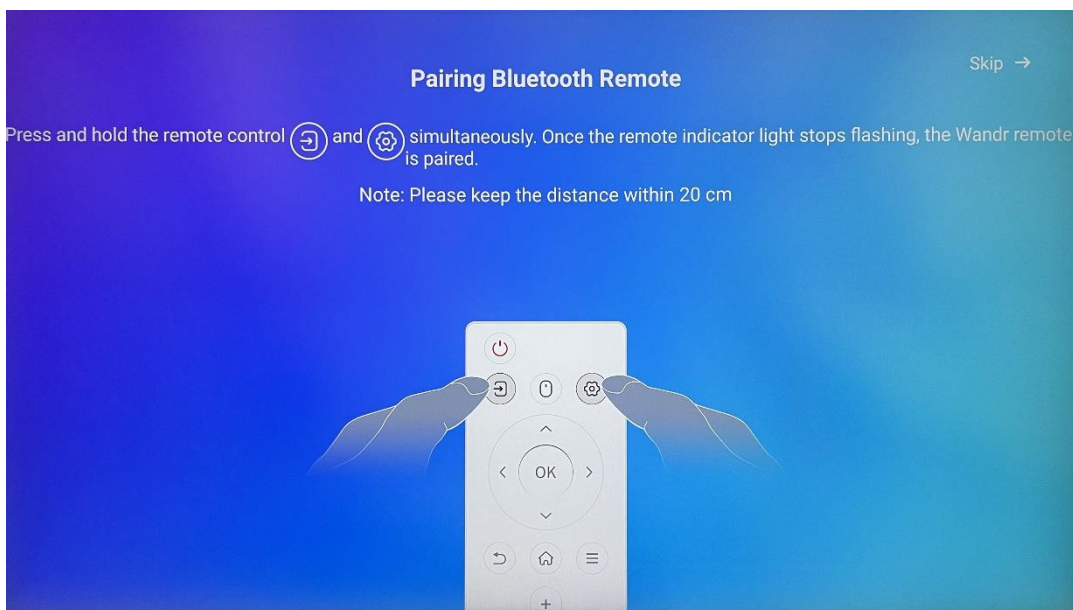 Skip →
Pairing Bluetooth Remote
Press and hold the remote control and simultaneously. Once the remote indicator light stops flashing, the Wandr remote
is paired.
Note: Please keep the distance within 20 cm
OK
+